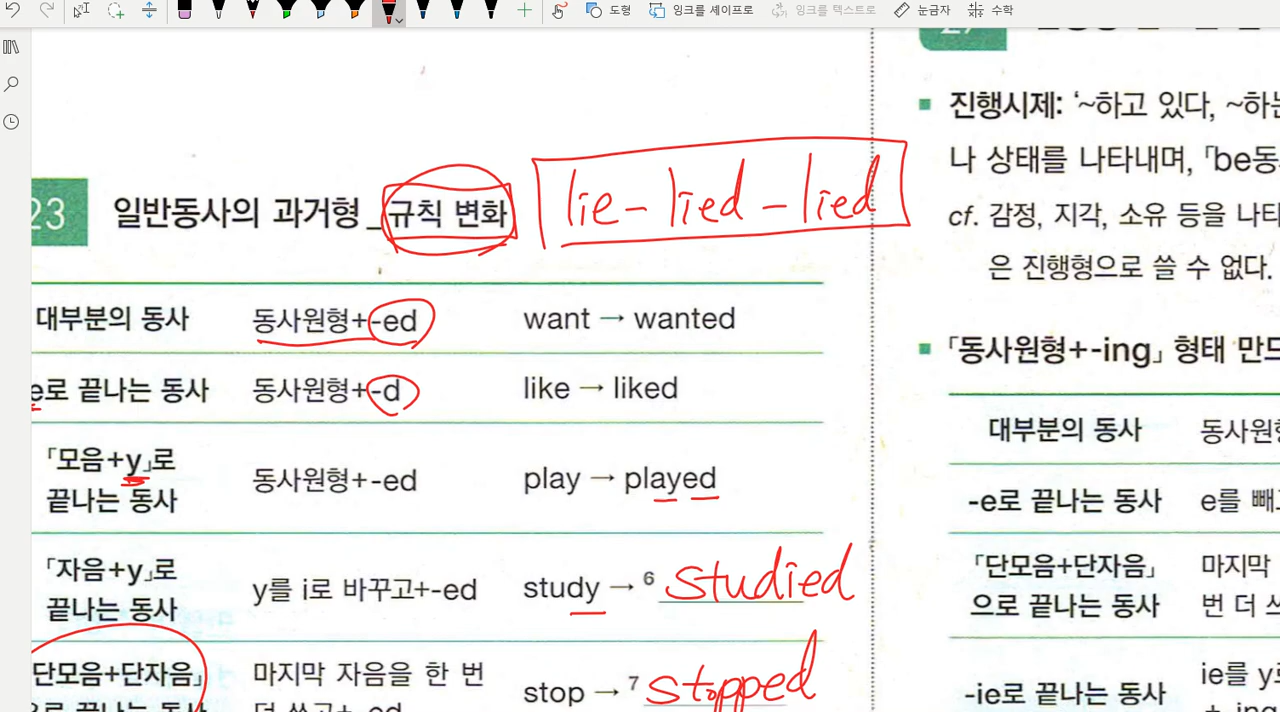 도형
잉크를 셰이프로
잉크를 텍스트로
눈금자
수학
23
일반동사의 과거형_규칙 변화
lie - lied - lied
대부분의 동사 동사원형+-ed want → wanted
e로 끝나는 동사 동사원형+-d like → liked
「모음+y」로
끝나는 동사
동사원형+-ed play → played
「자음+y」로
끝나는 동사
y를 i로 바꾸고+-ed study → 6 studied
단모음+단자음」
마지막 자음을 한 번
stop → 7 stopped
진행시제: ‘~하고 있다, ~하는
나 상태를 나타내며, 「be동
cf. 감정, 지각, 소유 등을 나타
은 진행형으로 쓸 수 없다.
「동사원형+-ing」 형태 만드
대부분의 동사 동사원
-e로 끝나는 동사 e를 빼고
「단모음+단자음」
으로 끝나는 동사
마지막
번 더 쓰
-ie로 끝나는 동사
ie를 y로